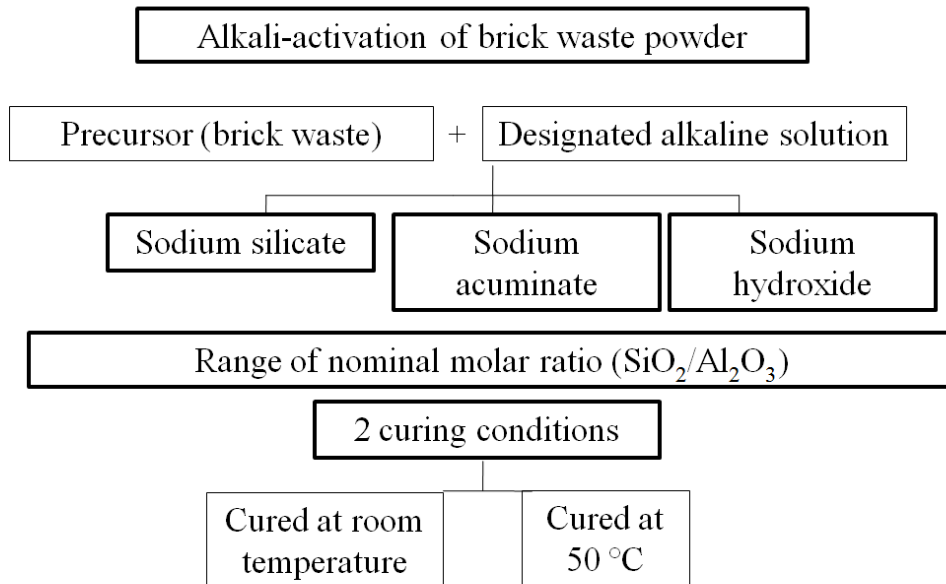 Alkali-activation of brick waste powder
Precursor (brick waste) + Designated alkaline solution
Sodium silicate
Sodium
acuminate
Sodium
hydroxide
Range of nominal molar ratio (SiO₂/Al₂O₃)
2 curing conditions
Cured at room
temperature
Cured at
50 °C